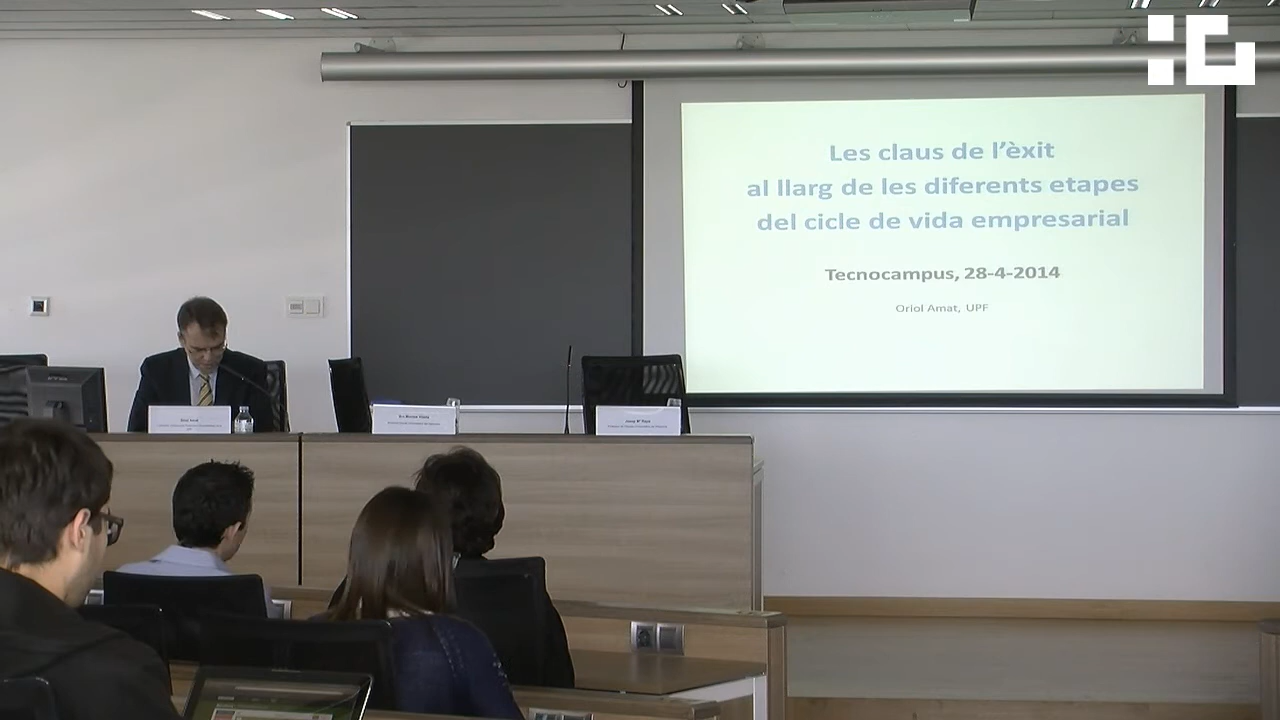 Les claus de l'èxit
al llarg de les diferents etapes
del cicle de vida empresarial
Tecnocampus, 28-4-2014
Oriol Amat, UPF